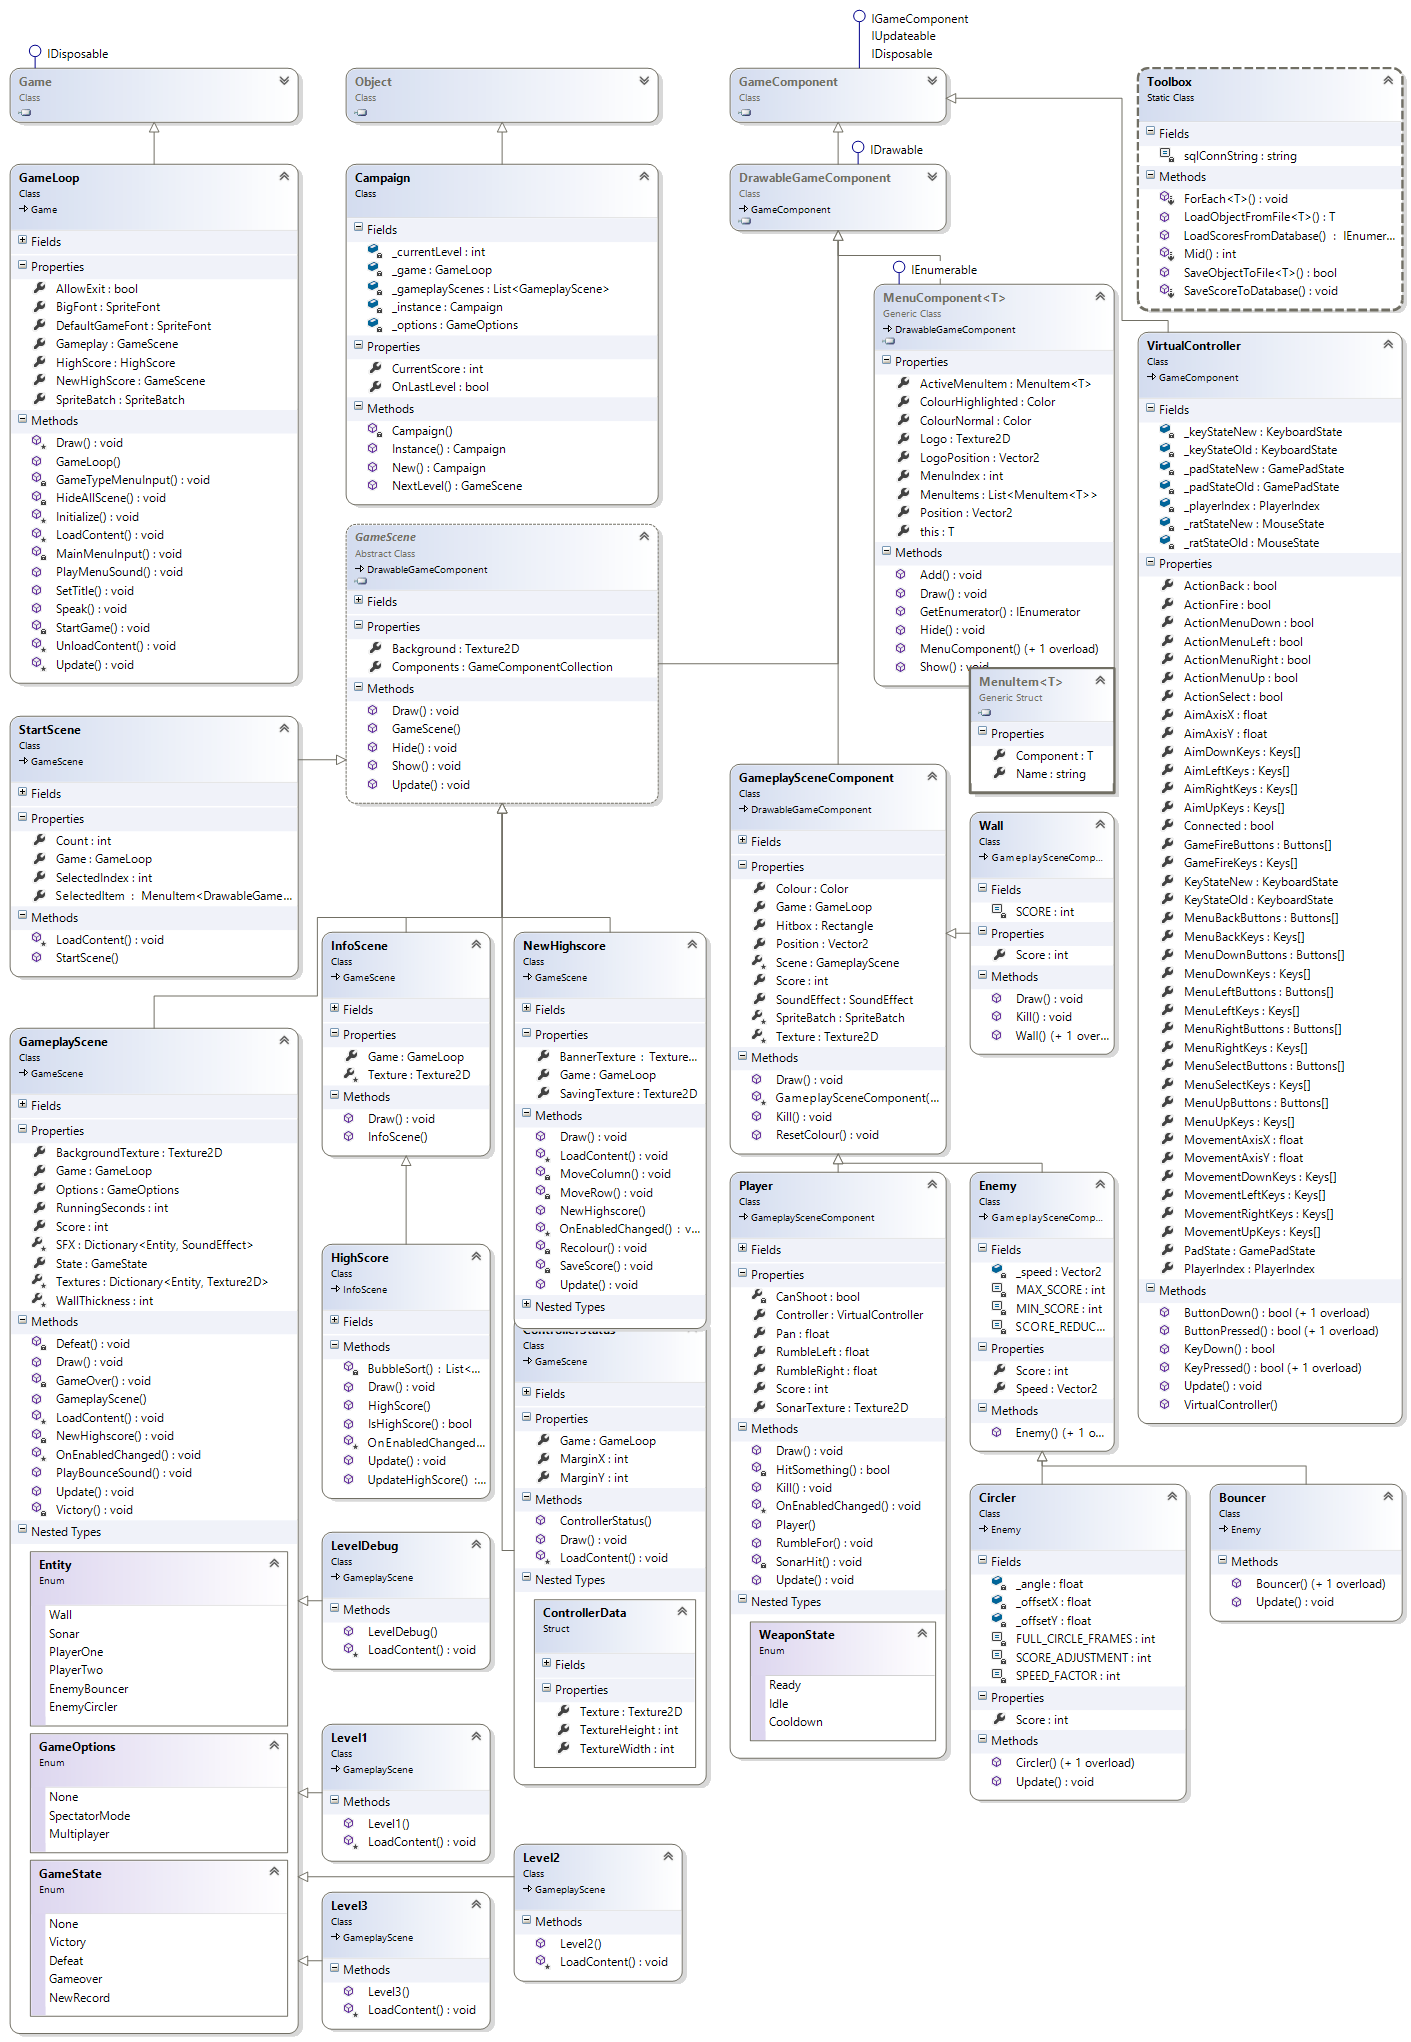 IDisposable
Game
Class
GameLoop
Class
Game
Fields
Properties
AllowExit : bool
BigFont : SpriteFont
DefaultGameFont : SpriteFont
Gameplay : GameScene
HighScore : HighScore
NewHighScore : GameScene
SpriteBatch : SpriteBatch
Methods
Draw() : void
GameLoop()
GameTypeMenuInput() : void
HideAllScene() : void
Initialize() : void
LoadContent() : void
MainMenuInput() : void
PlayMenuSound() : void
SetTitle() : void
Speak() : void
StartGame() : void
UnloadContent() : void
Update() : void
StartScene
Class
GameScene
Fields
Properties
Count : int
Game : GameLoop
SelectedIndex : int
SelectedItem : MenuItem<DrawableGame...
Methods
LoadContent() : void
StartScene()
GameplayScene
Class
GameScene
Fields
Properties
BackgroundTexture : Texture2D
Game : GameLoop
Options : GameOptions
RunningSeconds : int
Score : int
SFX : Dictionary<Entity, SoundEffect>
State : GameState
Textures : Dictionary<Entity, Texture2D>
WallThickness : int
Methods
Defeat() : void
Draw() : void
GameOver() : void
GameplayScene()
LoadContent() : void
NewHighscore() : void
OnEnabledChanged() : void
PlayBounceSound() : void
Update() : void
Victory() : void
Nested Types
Entity
Enum
Wall
Sonar
PlayerOne
PlayerTwo
EnemyBouncer
EnemyCircler
GameOptions
Enum
None
SpectatorMode
Multiplayer
GameState
Enum
None
Victory
Defeat
Gameover
NewRecord
Object
Class
Campaign
Class
Fields
_currentLevel : int
_game : GameLoop
_gameplayScenes : List<GameplayScene>
_instance : Campaign
_options : GameOptions
Properties
CurrentScore : int
OnLastLevel : bool
Methods
Campaign()
Instance() : Campaign
New() : Campaign
NextLevel() : GameScene
GameScene
Abstract Class
DrawableGameComponent
Fields
Properties
Background : Texture2D
Components : GameComponentCollection
Methods
Draw() : void
GameScene()
Hide() : void
Show() : void
Update() : void
InfoScene
Class
GameScene
Fields
Properties
Game : GameLoop
Texture : Texture2D
Methods
Draw() : void
InfoScene()
HighScore
Class
InfoScene
Fields
Methods
BubbleSort() : List<...
Draw() : void
HighScore()
IsHighScore() : bool
OnEnabledChanged...
Update() : void
UpdateHighScore() :...
LevelDebug
Class
GameplayScene
Methods
LevelDebug()
LoadContent() : void
Level1
Class
GameplayScene
Methods
Level1()
LoadContent() : void
Level3
Class
GameplayScene
Methods
Level3()
LoadContent() : void
NewHighscore
Class
GameScene
Fields
Properties
BannerTexture : Texture...
Game : GameLoop
SavingTexture : Texture2D
Methods
Draw() : void
LoadContent() : void
MoveColumn() : void
MoveRow() : void
NewHighscore()
OnEnabledChanged() : v...
Recolour() : void
SaveScore() : void
Update() : void
Nested Types
ControllerStatus
Class
GameScene
Fields
Properties
Game : GameLoop
MarginX : int
MarginY : int
Methods
ControllerStatus()
Draw() : void
LoadContent() : void
Nested Types
ControllerData
Struct
Fields
Properties
Texture : Texture2D
TextureHeight : int
TextureWidth : int
Level2
Class
GameplayScene
Methods
Level2()
LoadContent() : void
IGameComponent
IUpdateable
IDisposable
GameComponent
Class
IDrawable
DrawableGameComponent
Class
GameComponent
IEnumerable
MenuComponent<T>
Generic Class
DrawableGameComponent
Properties
ActiveMenuItem : MenuItem<T>
ColourHighlighted : Color
ColourNormal : Color
Logo : Texture2D
LogoPosition : Vector2
MenuIndex : int
MenuItems : List<MenuItem<T>>
Position : Vector2
this : T
Methods
Add() : void
Draw() : void
GetEnumerator() : IEnumerator
Hide() : void
MenuComponent() (+ 1 overload)
Show() : void
MenuItem<T>
Generic Struct
Properties
Component : T
Name : string
GameplaySceneComponent
Class
DrawableGameComponent
Fields
Properties
Colour : Color
Game : GameLoop
Hitbox : Rectangle
Position : Vector2
Scene : GameplayScene
Score : int
SoundEffect : SoundEffect
SpriteBatch : SpriteBatch
Texture : Texture2D
Methods
Draw() : void
GameplaySceneComponent(...
Kill() : void
ResetColour() : void
Wall
Class
GameplaySceneComp...
Fields
SCORE : int
Properties
Score : int
Methods
Draw() : void
Kill() : void
Wall() (+ 1 over...
Player
Class
GameplaySceneComponent
Fields
Properties
CanShoot : bool
Controller : VirtualController
Pan : float
RumbleLeft : float
RumbleRight : float
Score : int
SonarTexture : Texture2D
Methods
Draw() : void
HitSomething() : bool
Kill() : void
OnEnabledChanged() : void
Player()
RumbleFor() : void
SonarHit() : void
Update() : void
Nested Types
WeaponState
Enum
Ready
Idle
Cooldown
Enemy
Class
GameplaySceneComp...
Fields
_speed : Vector2
MAX_SCORE : int
MIN_SCORE : int
SCORE_REDUC...
Properties
Score : int
Speed : Vector2
Methods
Enemy() (+ 1 o...
Circler
Class
Enemy
Fields
_angle : float
_offsetX : float
_offsetY : float
FULL_CIRCLE_FRAMES : int
SCORE_ADJUSTMENT : int
SPEED_FACTOR : int
Properties
Score : int
Methods
Circler() (+ 1 overload)
Update() : void
Bouncer
Class
Enemy
Methods
Bouncer() (+ 1 overload)
Update() : void
Toolbox
Static Class
Fields
sqlConnString : string
Methods
ForEach<T>() : void
LoadObjectFromFile<T>() : T
LoadScoresFromDatabase() : IEnumer...
Mid() : int
SaveObjectToFile<T>() : bool
SaveScoreToDatabase() : void
VirtualController
Class
GameComponent
Fields
_keyStateNew : KeyboardState
_keyStateOld : KeyboardState
_padStateNew : GamePadState
_padStateOld : GamePadState
_playerIndex : PlayerIndex
_ratStateNew : MouseState
_ratStateOld : MouseState
Properties
ActionBack : bool
ActionFire : bool
ActionMenuDown : bool
ActionMenuLeft : bool
ActionMenuRight : bool
ActionMenuUp : bool
ActionSelect : bool
AimAxisX : float
AimAxisY : float
AimDownKeys : Keys[]
AimLeftKeys : Keys[]
AimRightKeys : Keys[]
AimUpKeys : Keys[]
Connected : bool
GameFireButtons : Buttons[]
GameFireKeys : Keys[]
KeyStateNew : KeyboardState
KeyStateOld : KeyboardState
MenuBackButtons : Buttons[]
MenuBackKeys : Keys[]
MenuDownButtons : Buttons[]
MenuDownKeys : Keys[]
MenuLeftButtons : Buttons[]
MenuLeftKeys : Keys[]
MenuRightButtons : Buttons[]
MenuRightKeys : Keys[]
MenuSelectButtons : Buttons[]
MenuSelectKeys : Keys[]
MenuUpButtons : Buttons[]
MenuUpKeys : Keys[]
MovementAxisX : float
MovementAxisY : float
MovementDownKeys : Keys[]
MovementLeftKeys : Keys[]
MovementRightKeys : Keys[]
MovementUpKeys : Keys[]
PadState : GamePadState
PlayerIndex : PlayerIndex
Methods
ButtonDown() : bool (+ 1 overload)
ButtonPressed() : bool (+ 1 overload)
KeyDown() : bool
KeyPressed() : bool (+ 1 overload)
Update() : void
VirtualController()